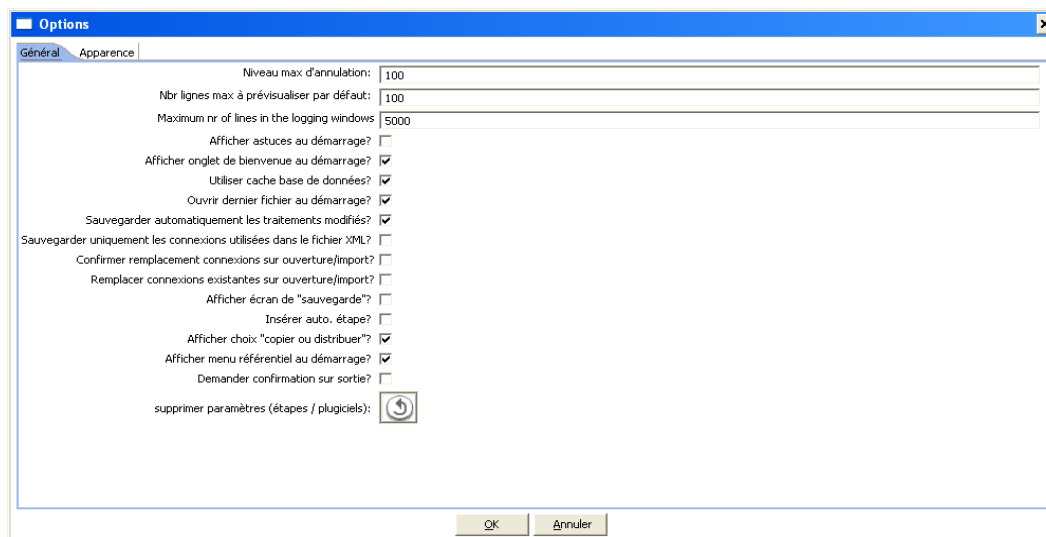 Options
Général Apparence
Niveau max d'annulation: 100
Nbr lignes max à prévisualiser par défaut: 100
Maximum nr of lines in the logging windows 5000
Afficher astuces au démarrage?
Afficher onglet de bienvenue au démarrage?
Utiliser cache base de données?
Ouvrir dernier fichier au démarrage?
Sauvegarder automatiquement les traitements modifiés?
Sauvegarder uniquement les connexions utilisées dans le fichier XML?
Confirmer remplacement connexions sur ouverture/import?
Remplacer connexions existantes sur ouverture/import?
Afficher écran de "sauvegarde"?
Insérer auto. étape?
Afficher choix "copier ou distribuer"?
Afficher menu référentiel au démarrage?
Demander confirmation sur sortie?
supprimer paramètres (étapes / plugiciels):
OK Annuler